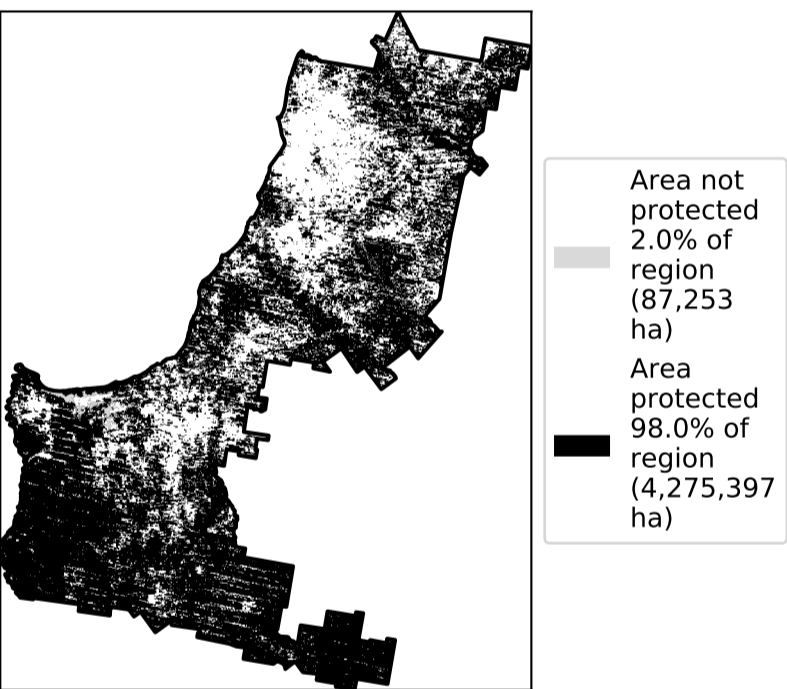 Area not
protected
2.0% of
region
(87,253
ha)
Area
protected
98.0% of
region
(4,275,397
ha)